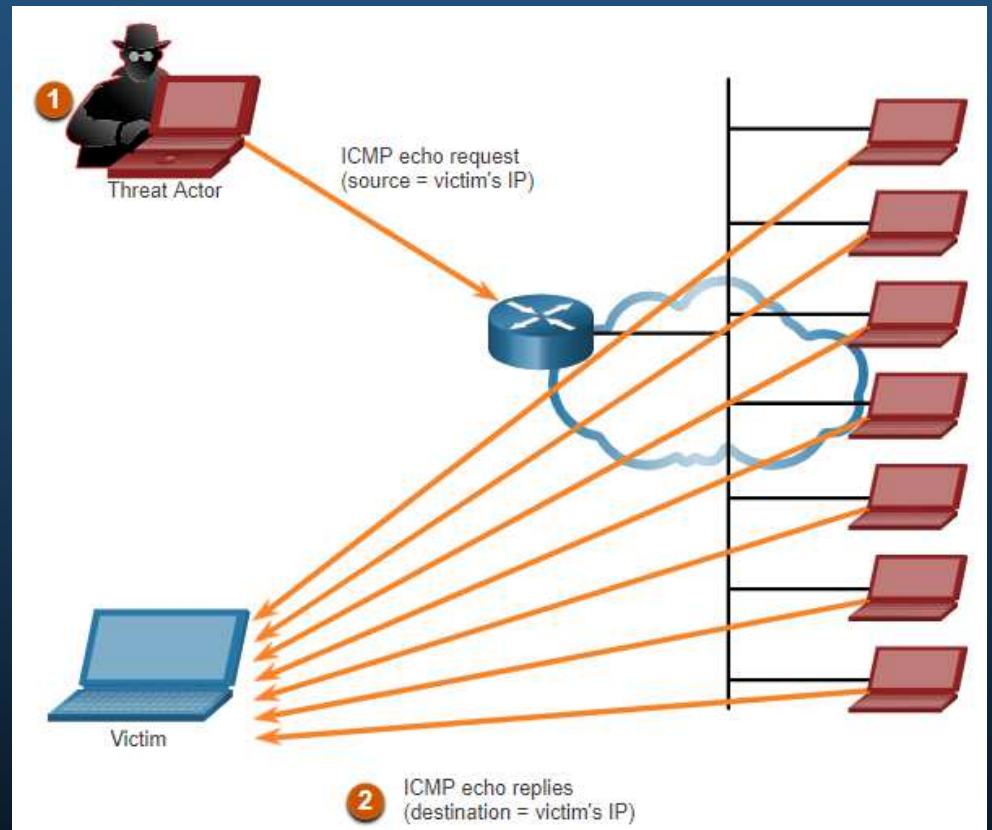 1
Threat Actor
ICMP echo request
(source = victim's IP)
Victim
2
ICMP echo replies
(destination = victim's IP)